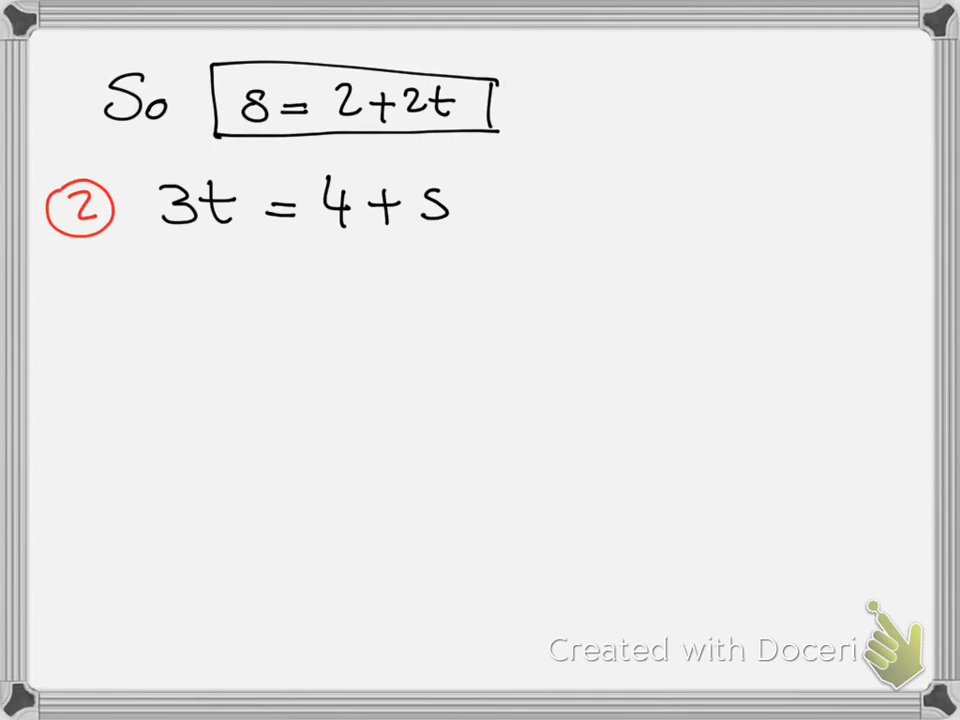 So 8 = 2+2t
2 3t = 4 + s
Created with Doceri